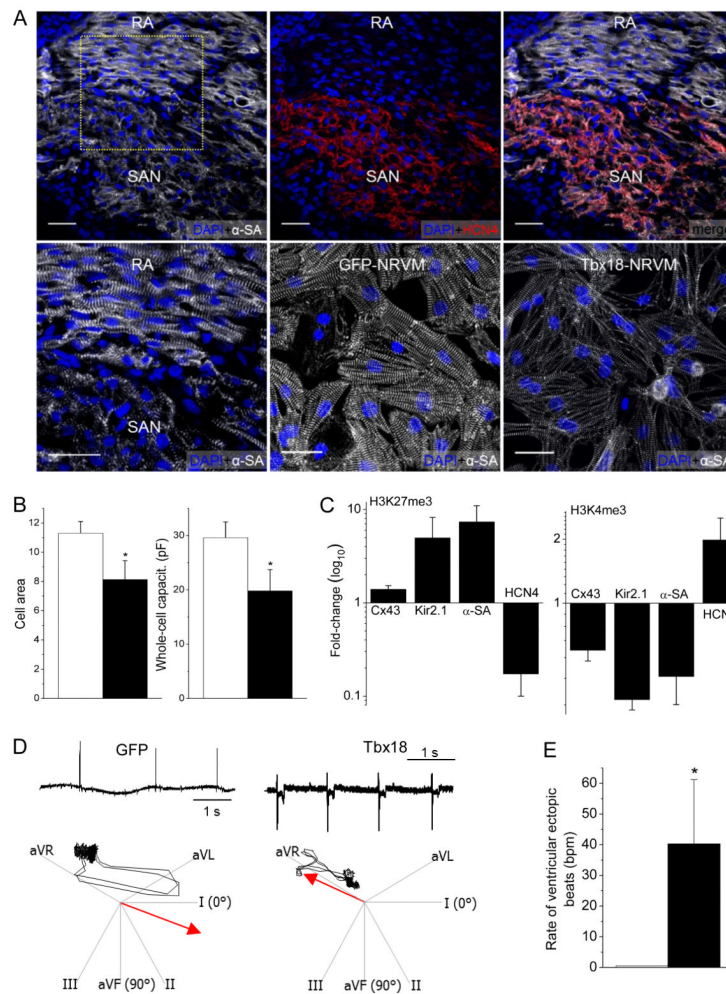 A
RA
RA
RA
SAN
SAN
SAN
DAPI+α-SA
DAPI+HCN4
merge
RA
GFP-NRVM
Tbx18-NRVM
SAN
DAPI+α-SA
DAPI+α-SA
DAPI+α-SA
B
12
10
8
6
4
2
0
Cell area
*
30
20
10
0
Whole-cell capacit. (pF)
*
C
H3K27me3
H3K4me3
10
1
0.1
Fold-change (log10)
Cx43
Kir2.1
α-SA
HCN4
2
1
Cx43
Kir2.1
α-SA
HCN
D
GFP
Tbx18
1 s
1 s
aVR
aVL
I (0°)
III
aVF (90°)
II
aVR
aVL
I (0°)
III
aVF (90°)
II
E
60
50
40
30
20
10
0
Rate of ventricular ectopic
beats (bpm)
*